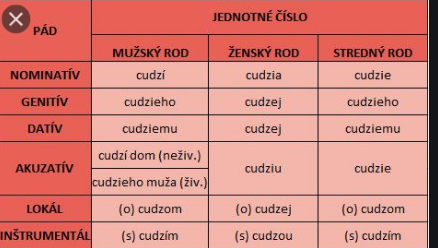 PÁD JEDNOTNÉ ČÍSLO
MUŽSKÝ ROD ŽENSKÝ ROD STREDNÝ ROD
NOMINATÍV cudzí cudzia cudzie
GENITÍV cudzieho cudzej cudzieho
DATÍV cudziemu cudzej cudziemu
AKUZATÍV cudzí dom (neživ.) cudziu cudzie
cudzieho muža (živ.)
LOKÁL (o) cudzom (o) cudzej (o) cudzom
INŠTRUMENTÁL (s) cudzím (s) cudzou (s) cudzím